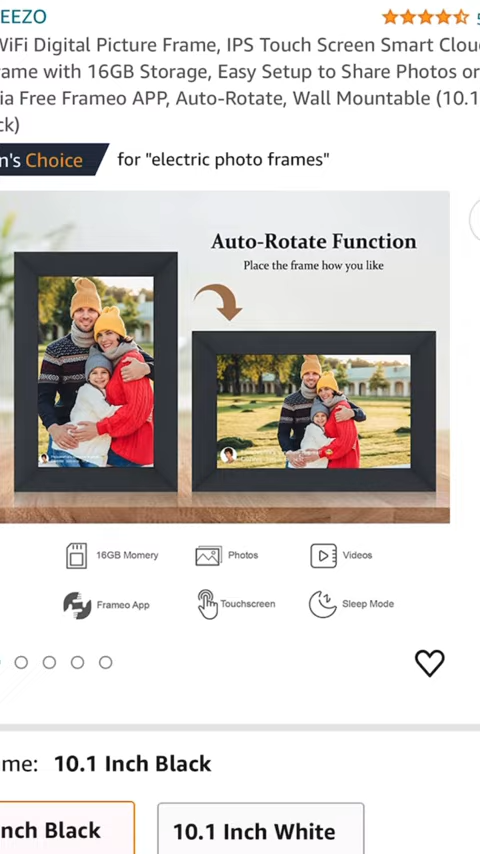 EEZO
WiFi Digital Picture Frame, IPS Touch Screen Smart Clou
rame with 16GB Storage, Easy Setup to Share Photos or
ia Free Frameo APP, Auto-Rotate, Wall Mountable (10.1
ck)
n's Choice for "electric photo frames"
Auto-Rotate Function
Place the frame how you like
16GB Momery
Photos
Videos
Frameo App
Touchscreen
Sleep Mode
me: 10.1 Inch Black
nch Black
10.1 Inch White